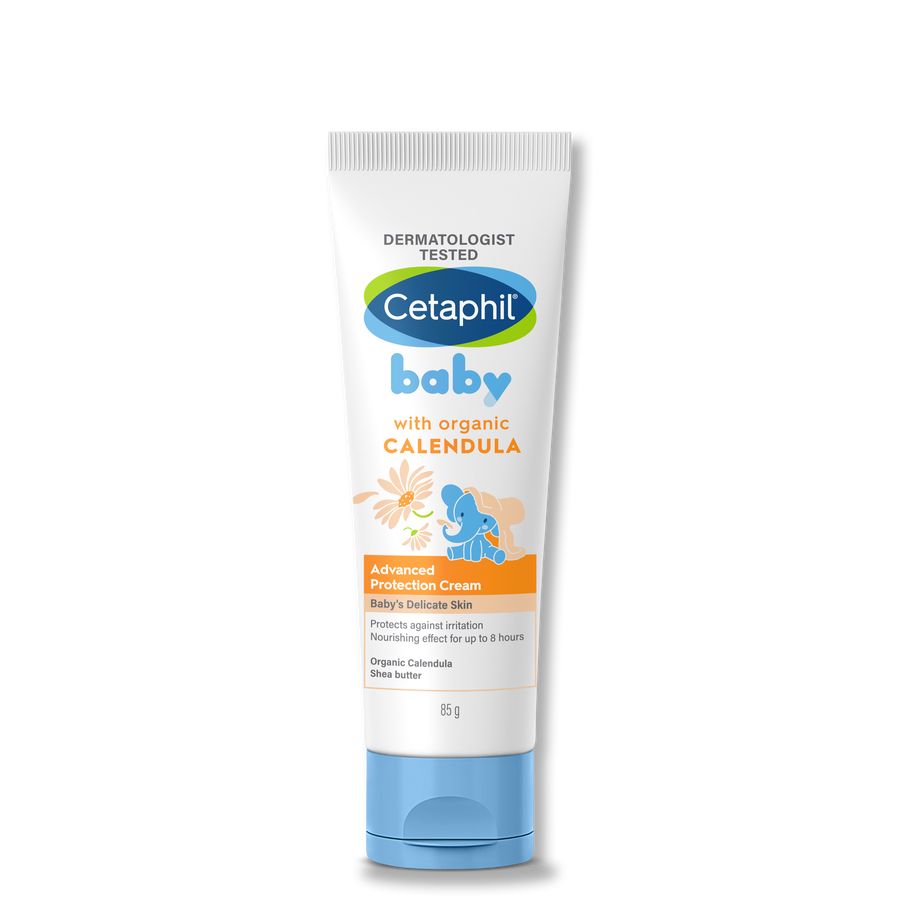 DERMATOLOGIST
TESTED
Cetaphil®
baby
with organic
CALENDULA
Advanced
Protection Cream
Baby's Delicate Skin
Protects against irritation
Nourishing effect for up to 8 hours
Organic Calendula
Shea butter
85 g